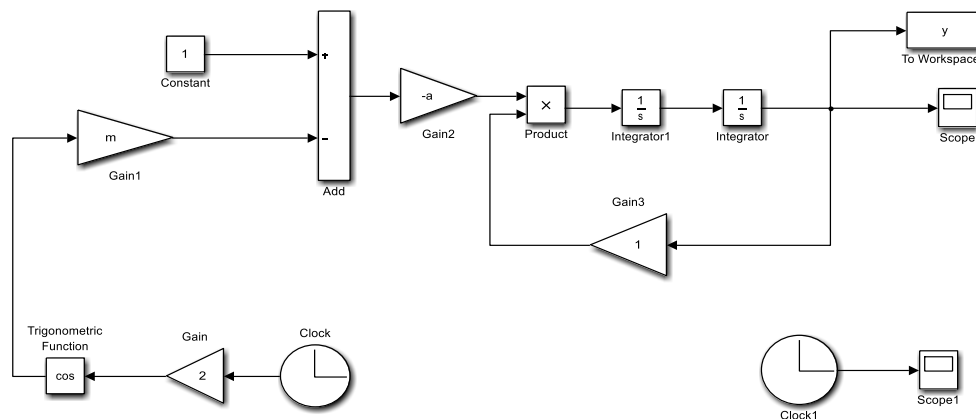 y
To Workspace
1
Constant
+
−
Add
-a
Gain2
×
Product
1
s
Integrator1
1
s
Integrator
Scope
m
Gain1
Gain3
1
Trigonometric
Function
cos
Gain
2
Clock
Clock1
Scope1